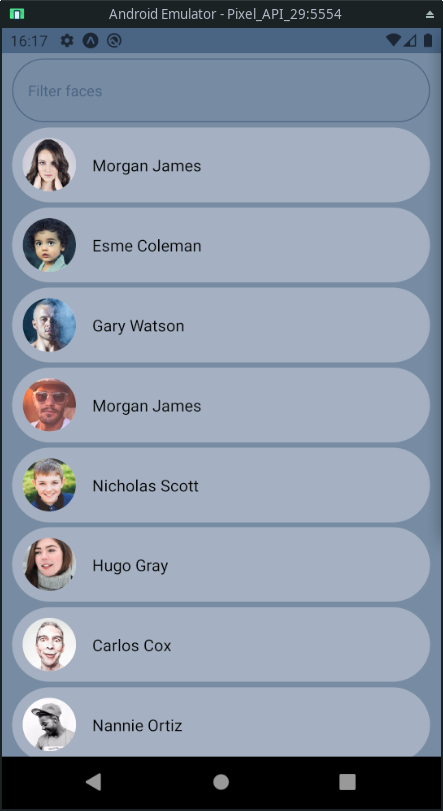 Android Emulator - Pixel_API_29:5554
16:17
Filter faces
Morgan James
Esme Coleman
Gary Watson
Morgan James
Nicholas Scott
Hugo Gray
Carlos Cox
Nannie Ortiz